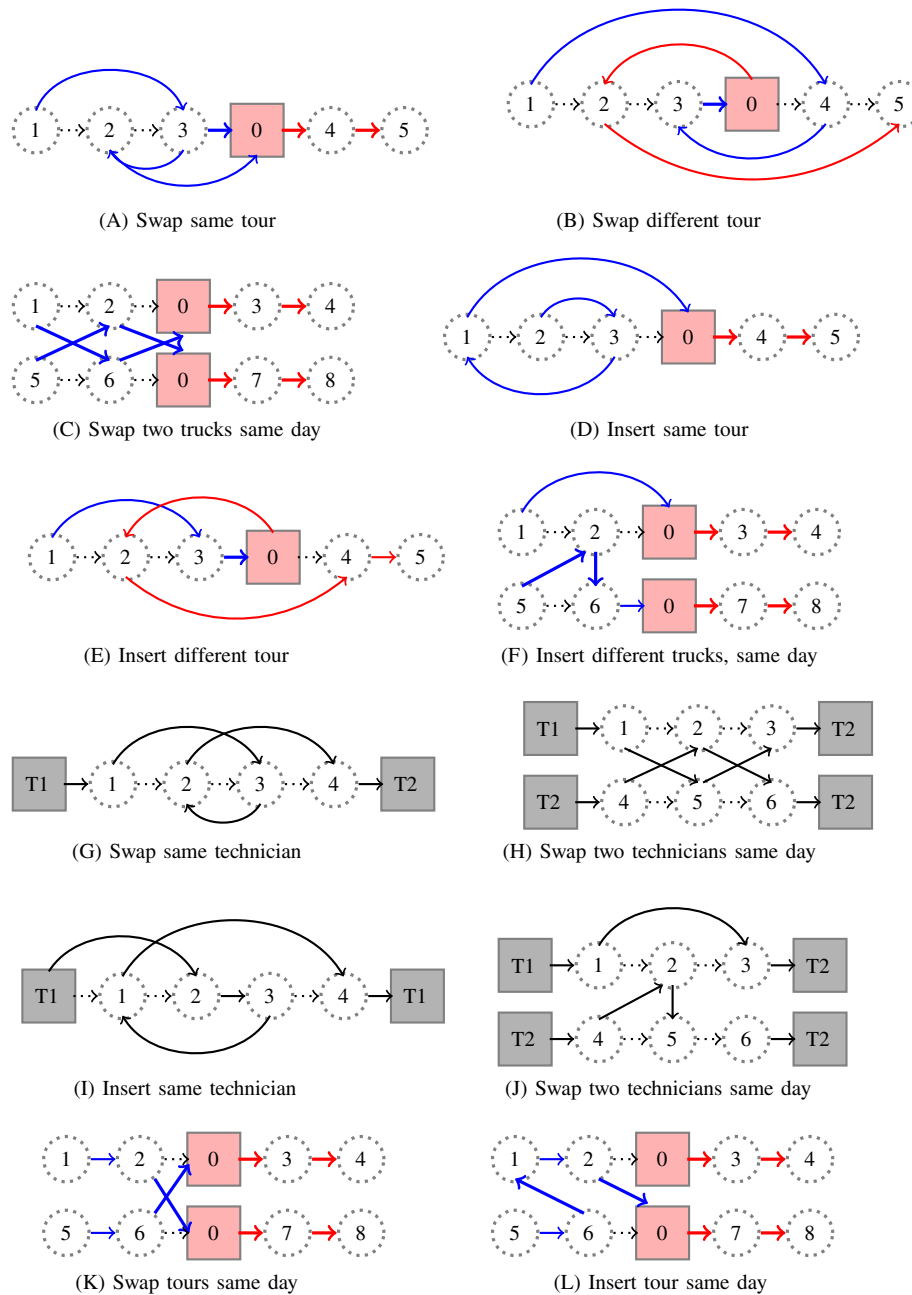 1 2 3 0 4 5
(A) Swap same tour
1 2 3 0 4 5
(B) Swap different tour
1 2 0 3 4
5 6 0 7 8
(C) Swap two trucks same day
1 2 3 0 4 5
(D) Insert same tour
1 2 3 0 4 5
(E) Insert different tour
1 2 0 3 4
5 6 0 7 8
(F) Insert different trucks, same day
T1 1 2 3 4 T2
(G) Swap same technician
T1 1 2 3 T2
T2 4 5 6 T2
(H) Swap two technicians same day
T1 1 2 3 4 T1
(I) Insert same technician
T1 1 2 3 T2
T2 4 5 6 T2
(J) Swap two technicians same day
1 2 0 3 4
5 6 0 7 8
(K) Swap tours same day
1 2 0 3 4
5 6 0 7 8
(L) Insert tour same day